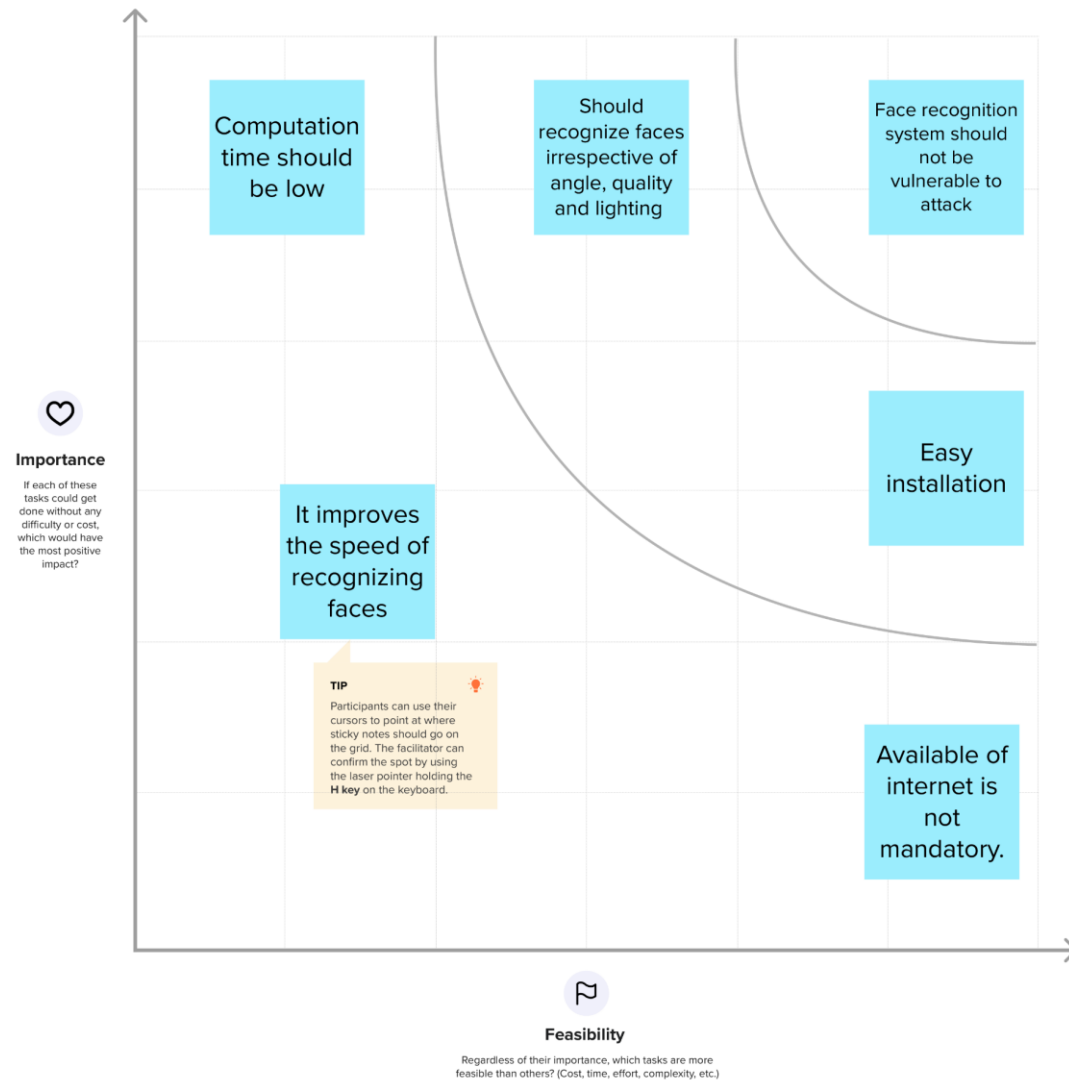 Computation
time should
be low
Should
recognize faces
irrespective of
angle, quality
and lighting
Face recognition
system should
not be
vulnerable to
attack
Importance
If each of these
tasks could get
done without any
difficulty or cost,
which would have
the most positive
impact?
Easy
installation
It improves
the speed of
recognizing
faces
TIP
Participants can use their
cursors to point at where
sticky notes should go on
the grid. The facilitator can
confirm the spot by using
the laser pointer holding the
H key on the keyboard.
Available of
internet is
not
mandatory.
Feasibility
Regardless of their importance, which tasks are more
feasible than others? (Cost, time, effort, complexity, etc.)